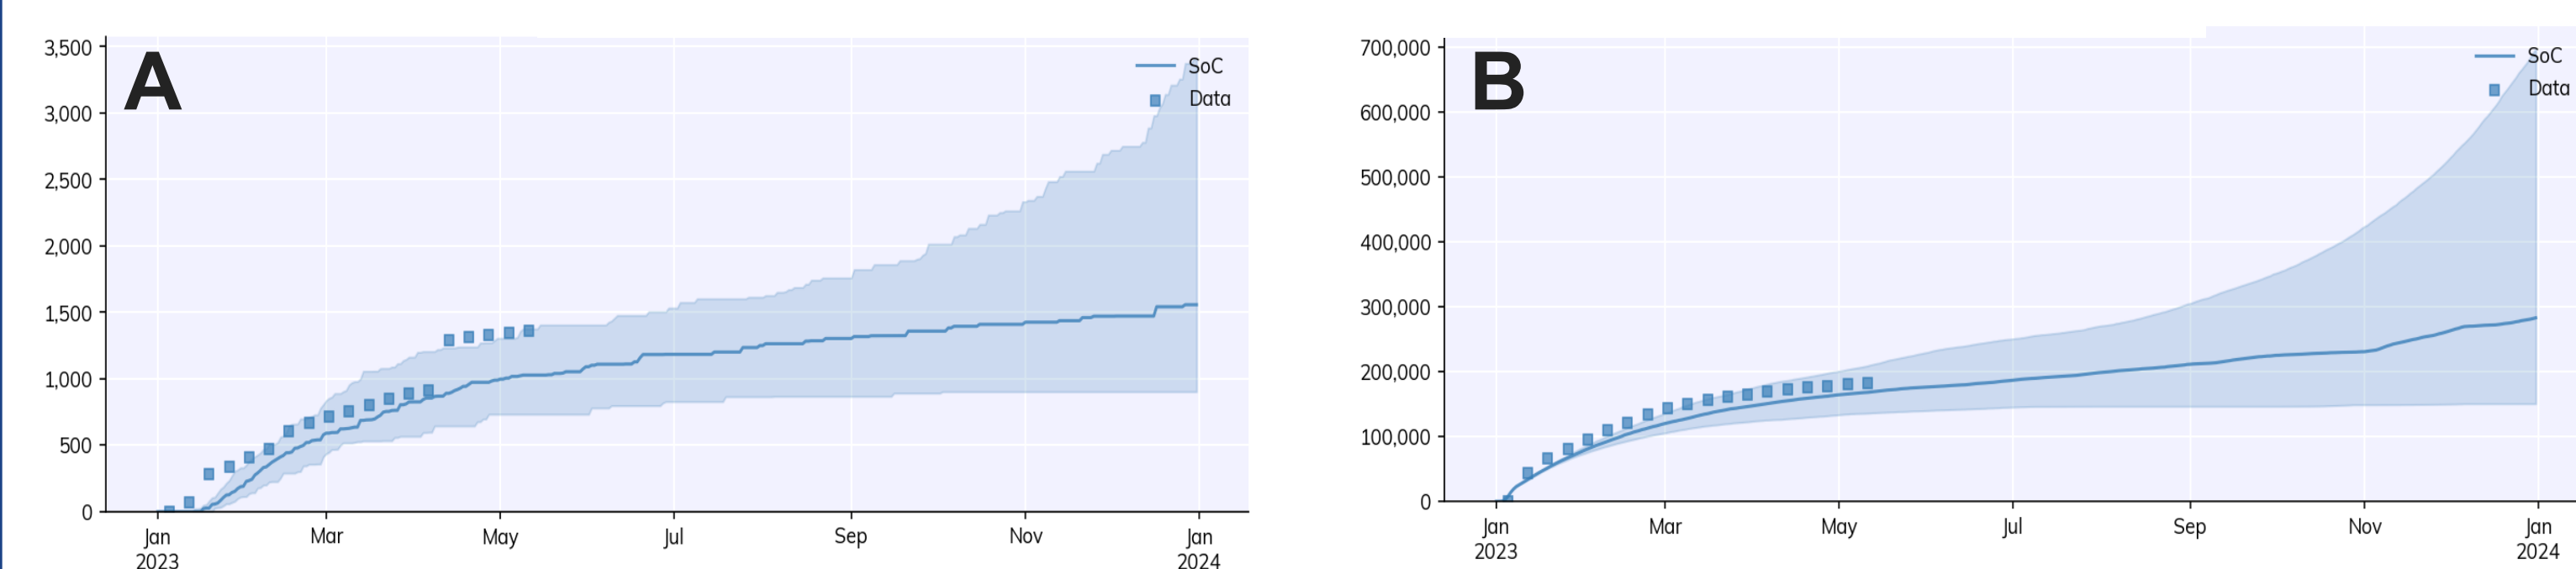 A
3,500
3,000
2,500
2,000
1,500
1,000
500
0
SoC
Data
Jan Mar May Jul Sep Nov Jan
2023 2024
B
700,000
600,000
500,000
400,000
300,000
200,000
100,000
0
SoC
Data
Jan Mar May Jul Sep Nov Jan
2023 2024